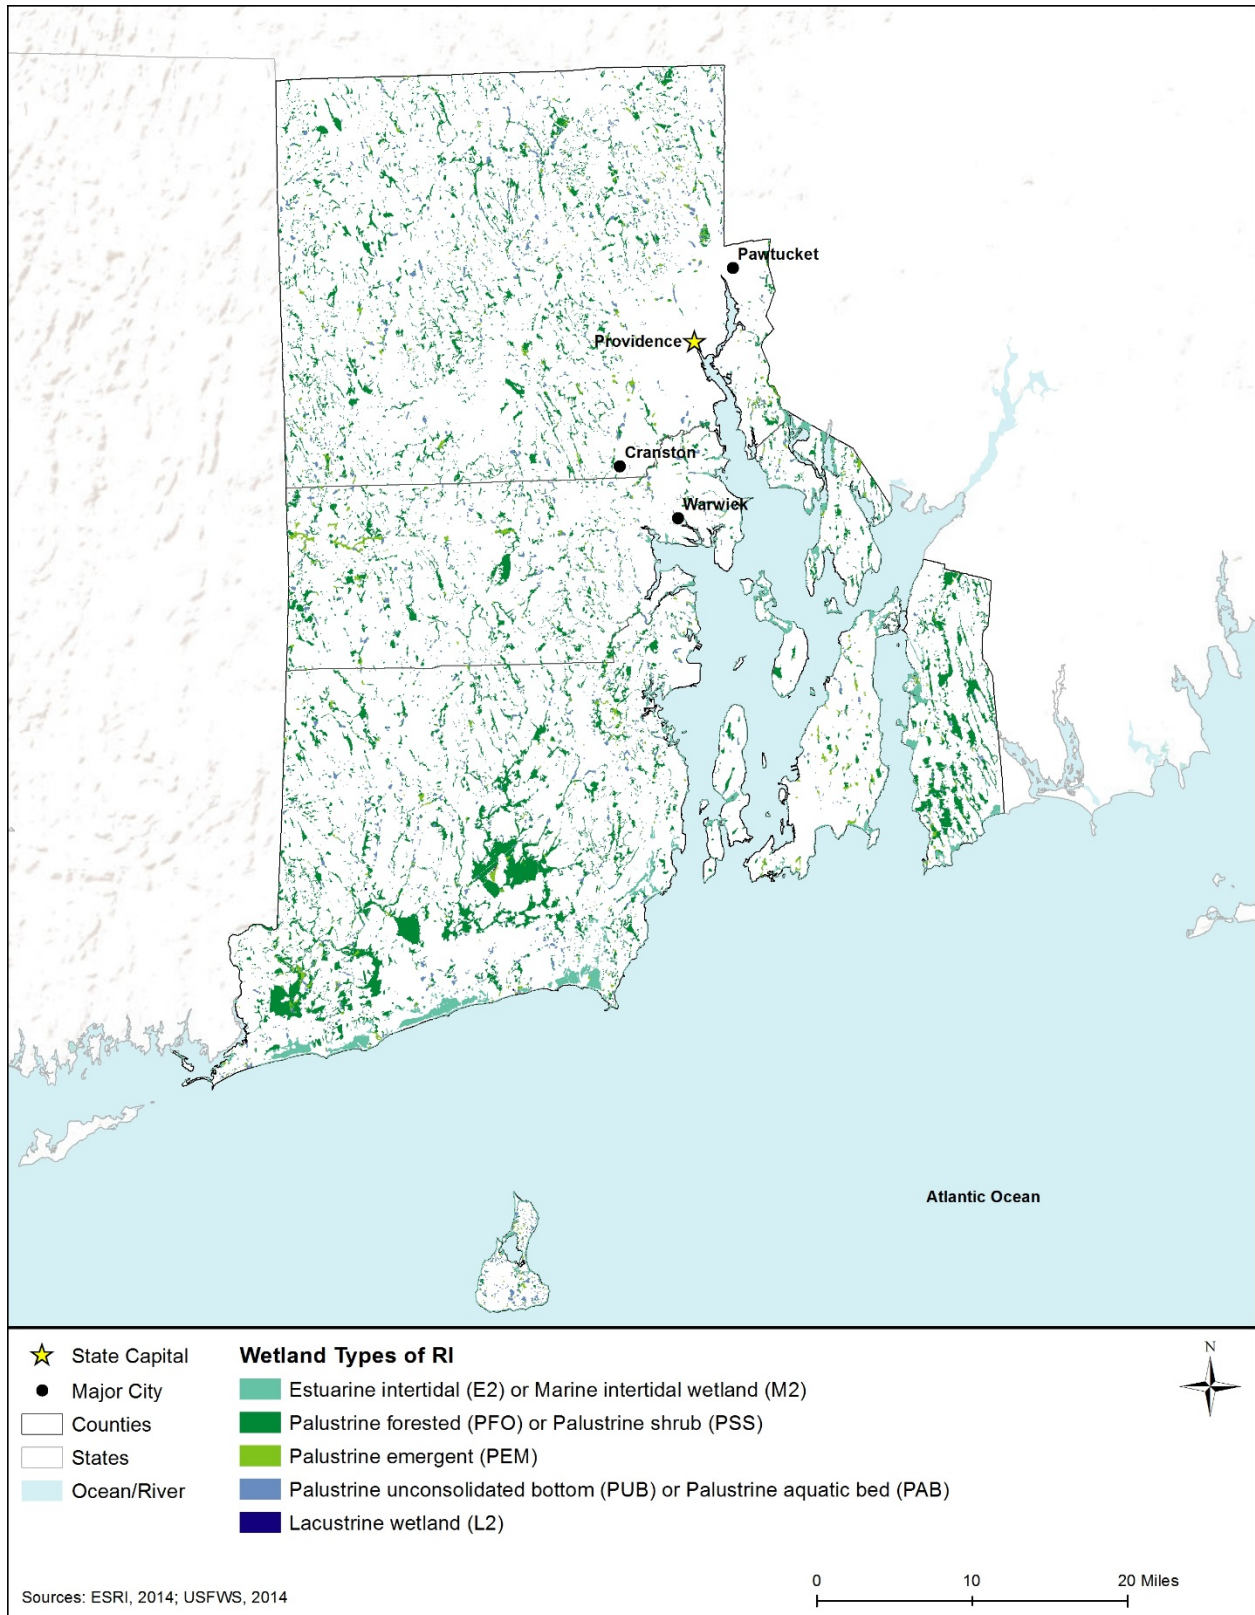 Pawtucket
Providence
Cranston
Warwick
Atlantic Ocean
State Capital
Major City
Counties
States
Ocean/River
Wetland Types of RI
Estuarine intertidal (E2) or Marine intertidal wetland (M2)
Palustrine forested (PFO) or Palustrine shrub (PSS)
Palustrine emergent (PEM)
Palustrine unconsolidated bottom (PUB) or Palustrine aquatic bed (PAB)
Lacustrine wetland (L2)
N
0 10 20 Miles
Sources: ESRI, 2014; USFWS, 2014